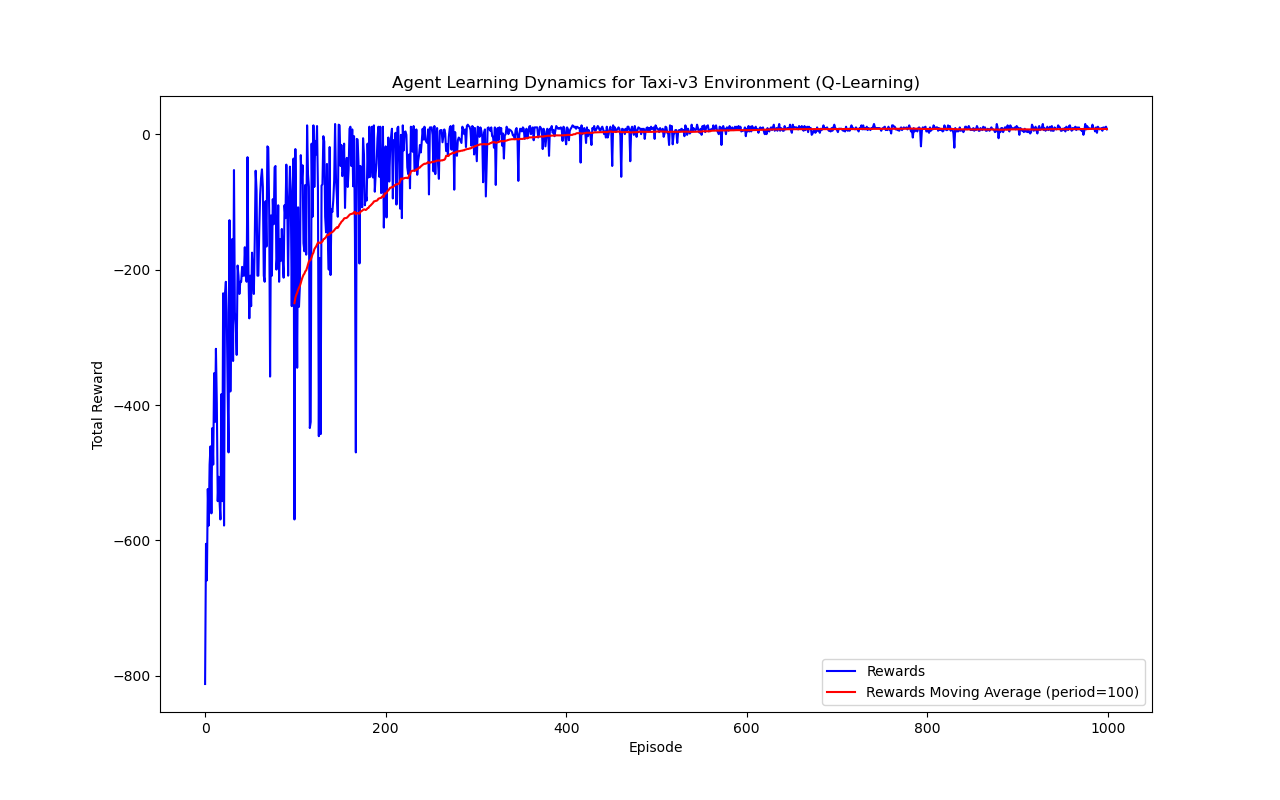 Agent Learning Dynamics for Taxi-v3 Environment (Q-Learning)
0
−200
−400
−600
−800
Total Reward
Rewards
Rewards Moving Average (period=100)
0 200 400 600 800 1000
Episode